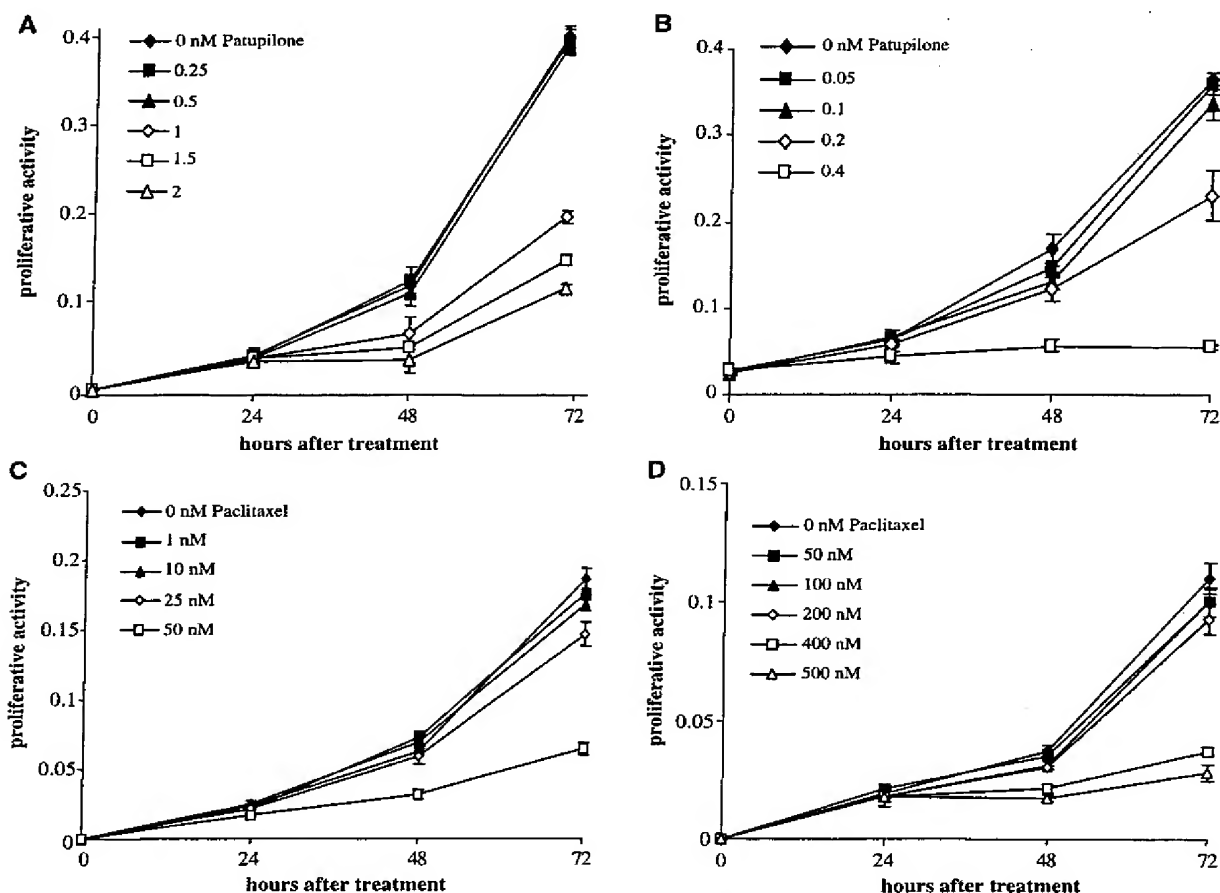 A
0 nM Patupilone
0.25
0.5
1
1.5
2
0.4
0.3
0.2
0.1
0
proliferative activity
0
24
48
72
hours after treatment
B
0 nM Patupilone
0.05
0.1
0.2
0.4
0.4
0.3
0.2
0.1
0
proliferative activity
0
24
48
72
hours after treatment
C
0 nM Paclitaxel
1 nM
10 nM
25 nM
50 nM
0.25
0.2
0.15
0.1
0.05
0
proliferative activity
0
24
48
72
hours after treatment
D
0 nM Paclitaxel
50 nM
100 nM
200 nM
400 nM
500 nM
0.15
0.1
0.05
0
proliferative activity
0
24
48
72
hours after treatment